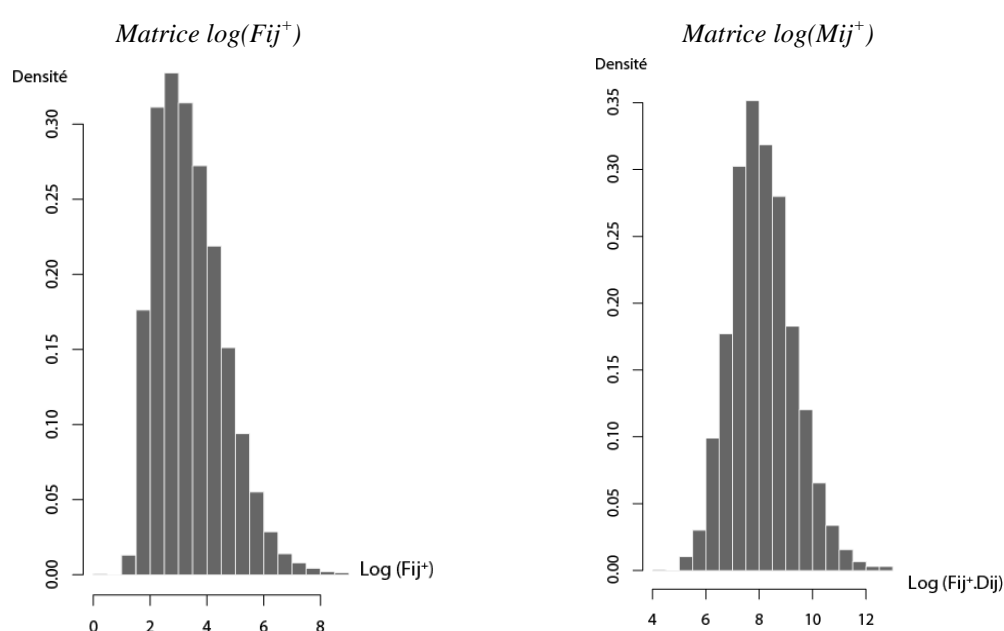 Matrice log(Fij⁺)
Densité
0.30
0.25
0.20
0.15
0.10
0.05
0.00
Log (Fij⁺)
0 2 4 6 8
Matrice log(Mij⁺)
Densité
0.35
0.30
0.25
0.20
0.15
0.10
0.05
0.00
Log (Fij⁺.Dij)
4 6 8 10 12